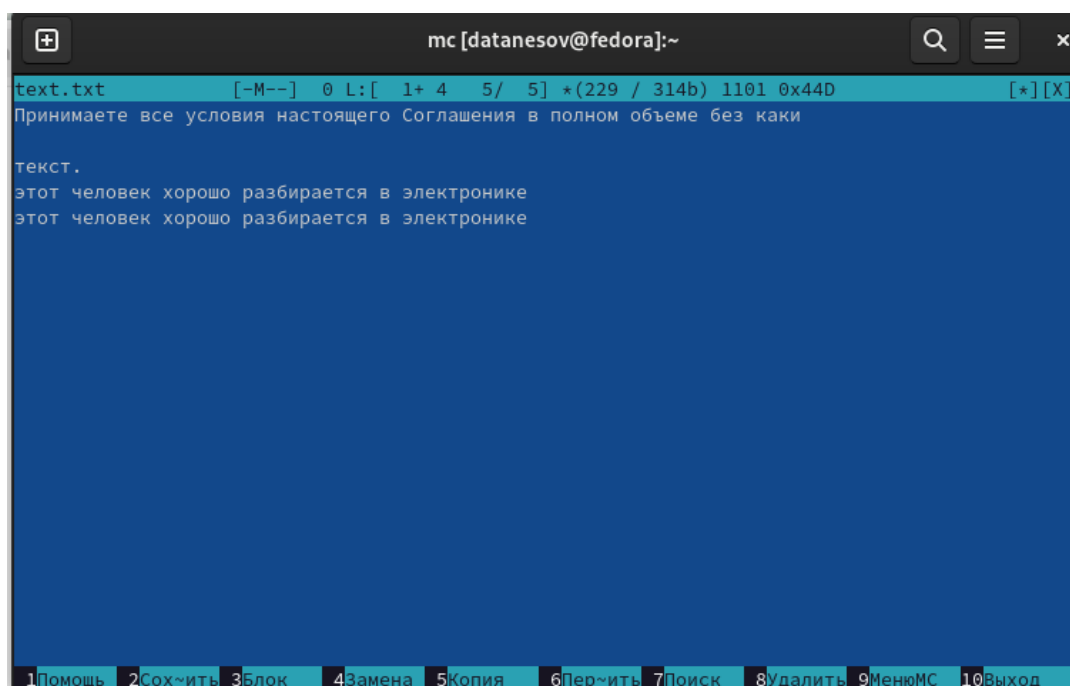 mc [datanesov@fedora]:~
text.txt [-M--] 0 L:[ 1+ 4 5/ 5] *(229 / 314b) 1101 0x44D [*][X]
Принимаете все условия настоящего Соглашения в полном объеме без каки
текст.
этот человек хорошо разбирается в электронике
этот человек хорошо разбирается в электронике
1Помощь 2Сох~ить 3Блок 4Замена 5Копия 6Пер~ить 7Поиск 8Удалить 9МенюМС 10Выход